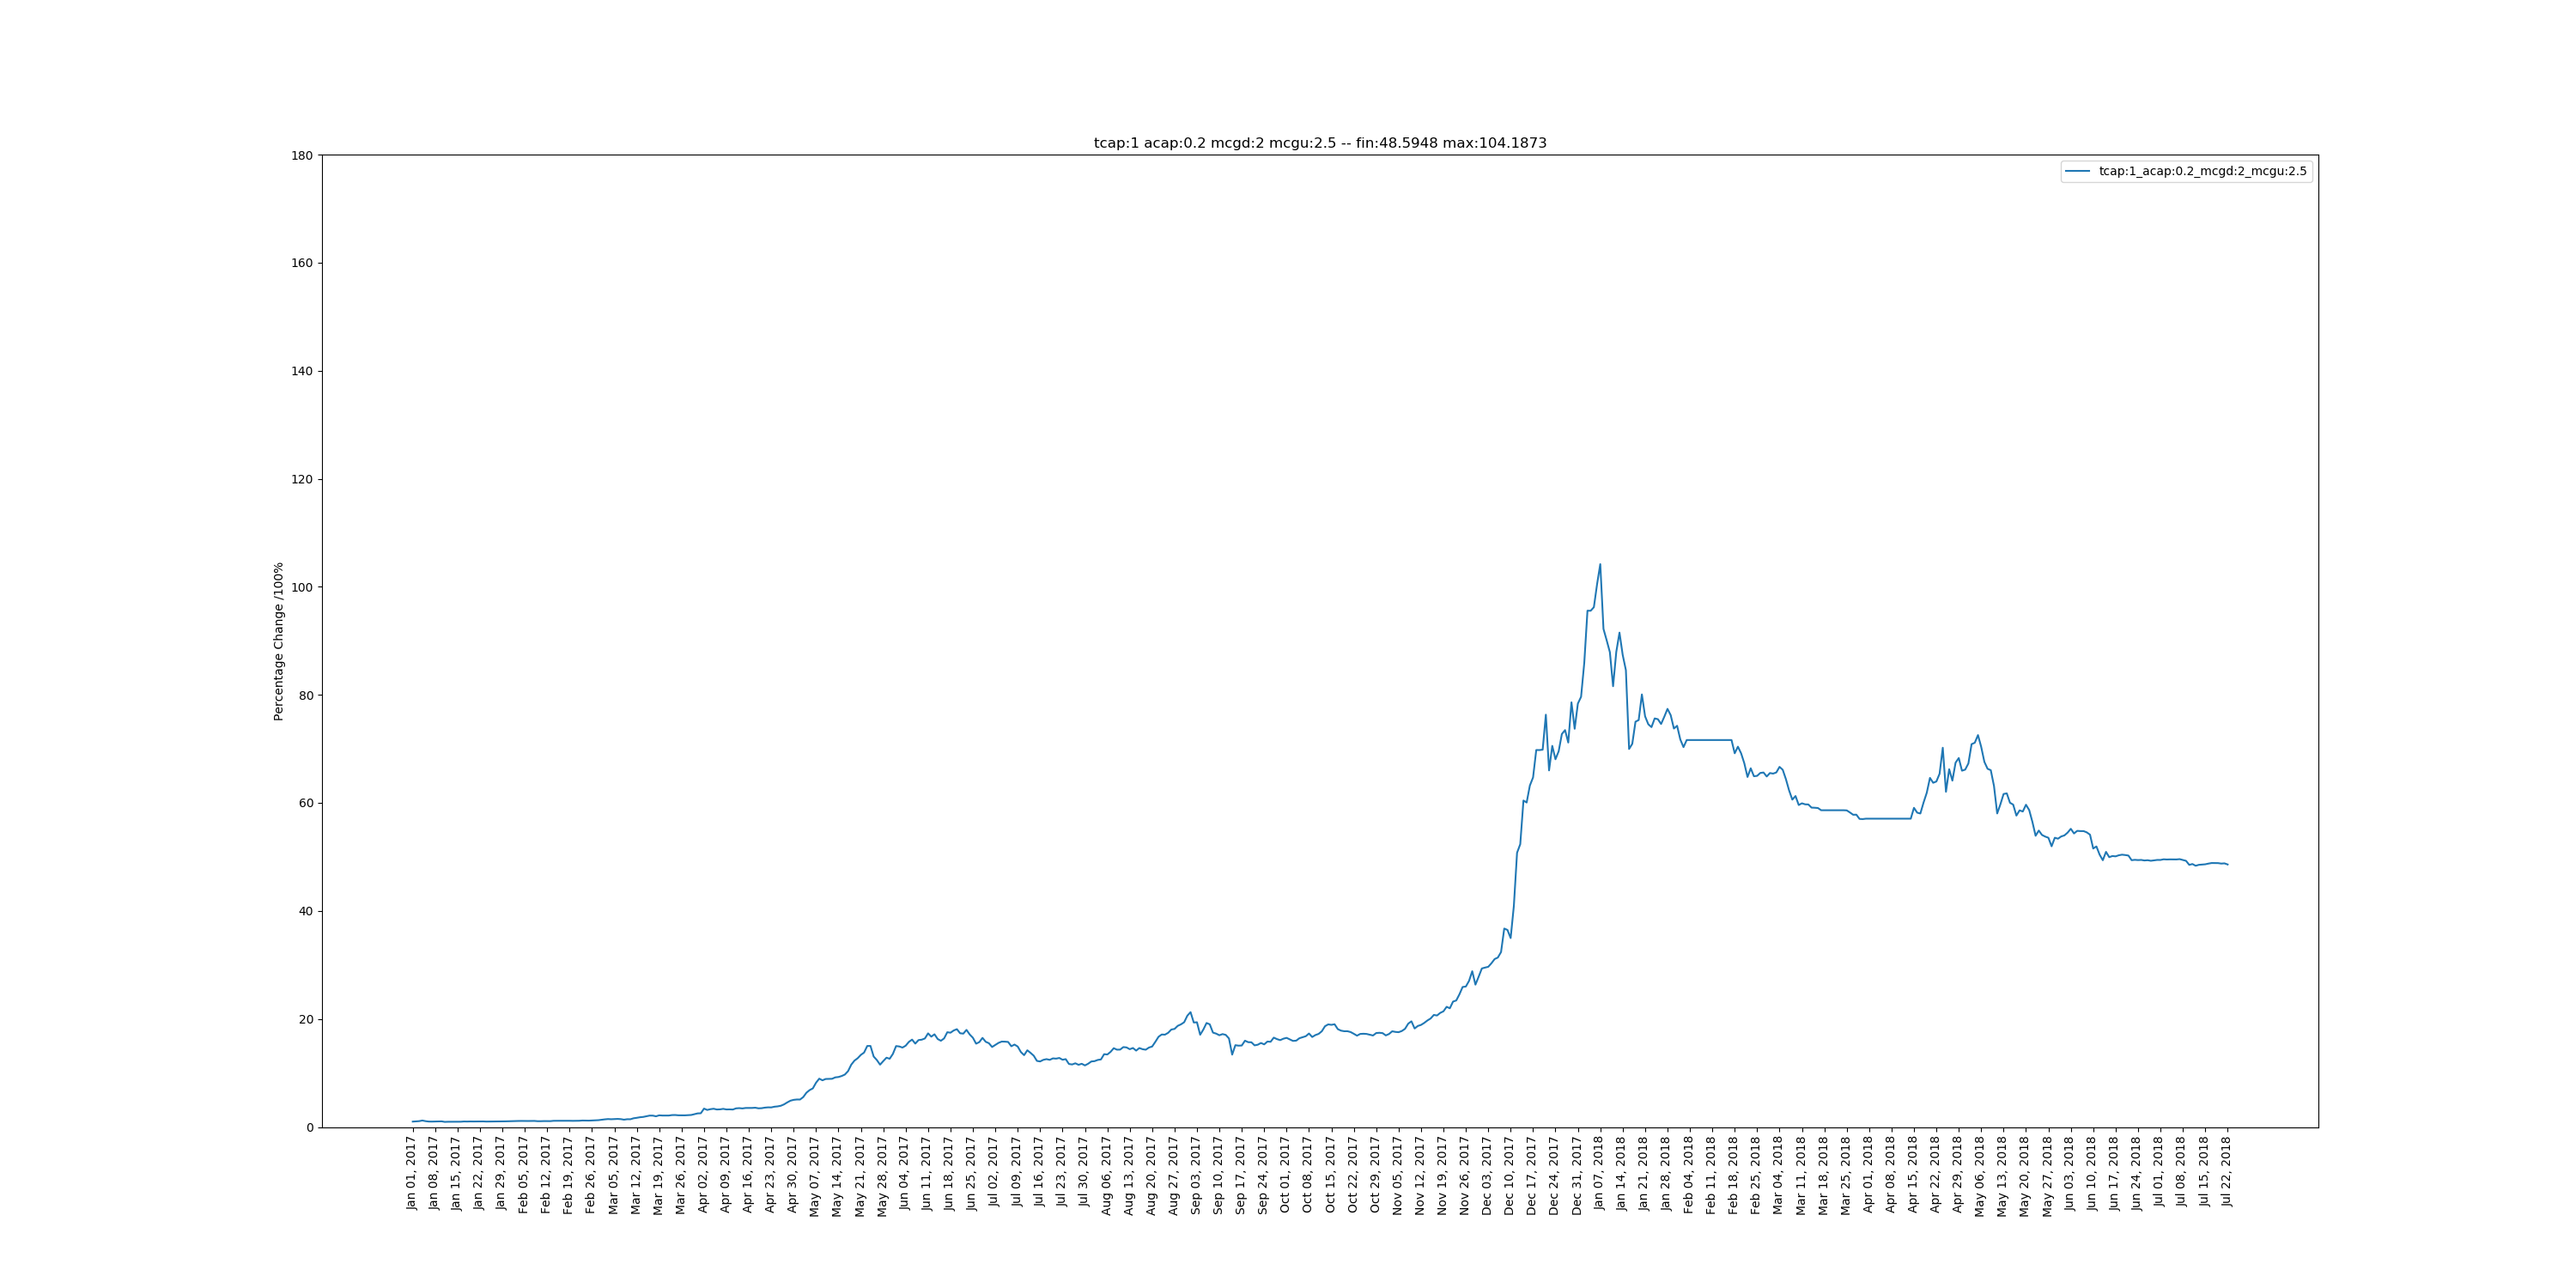 tcap:1 acap:0.2 mcgd:2 mcgu:2.5 -- fin:48.5948 max:104.1873
tcap:1_acap:0.2_mcgd:2_mcgu:2.5
180
160
140
120
100
80
60
40
20
0
Percentage Change /100%
Jan 01, 2017
Jan 08, 2017
Jan 15, 2017
Jan 22, 2017
Jan 29, 2017
Feb 05, 2017
Feb 12, 2017
Feb 19, 2017
Feb 26, 2017
Mar 05, 2017
Mar 12, 2017
Mar 19, 2017
Mar 26, 2017
Apr 02, 2017
Apr 09, 2017
Apr 16, 2017
Apr 23, 2017
Apr 30, 2017
May 07, 2017
May 14, 2017
May 21, 2017
May 28, 2017
Jun 04, 2017
Jun 11, 2017
Jun 18, 2017
Jun 25, 2017
Jul 02, 2017
Jul 09, 2017
Jul 16, 2017
Jul 23, 2017
Jul 30, 2017
Aug 06, 2017
Aug 13, 2017
Aug 20, 2017
Aug 27, 2017
Sep 03, 2017
Sep 10, 2017
Sep 17, 2017
Sep 24, 2017
Oct 01, 2017
Oct 08, 2017
Oct 15, 2017
Oct 22, 2017
Oct 29, 2017
Nov 05, 2017
Nov 12, 2017
Nov 19, 2017
Nov 26, 2017
Dec 03, 2017
Dec 10, 2017
Dec 17, 2017
Dec 24, 2017
Dec 31, 2017
Jan 07, 2018
Jan 14, 2018
Jan 21, 2018
Jan 28, 2018
Feb 04, 2018
Feb 11, 2018
Feb 18, 2018
Feb 25, 2018
Mar 04, 2018
Mar 11, 2018
Mar 18, 2018
Mar 25, 2018
Apr 01, 2018
Apr 08, 2018
Apr 15, 2018
Apr 22, 2018
Apr 29, 2018
May 06, 2018
May 13, 2018
May 20, 2018
May 27, 2018
Jun 03, 2018
Jun 10, 2018
Jun 17, 2018
Jun 24, 2018
Jul 01, 2018
Jul 08, 2018
Jul 15, 2018
Jul 22, 2018